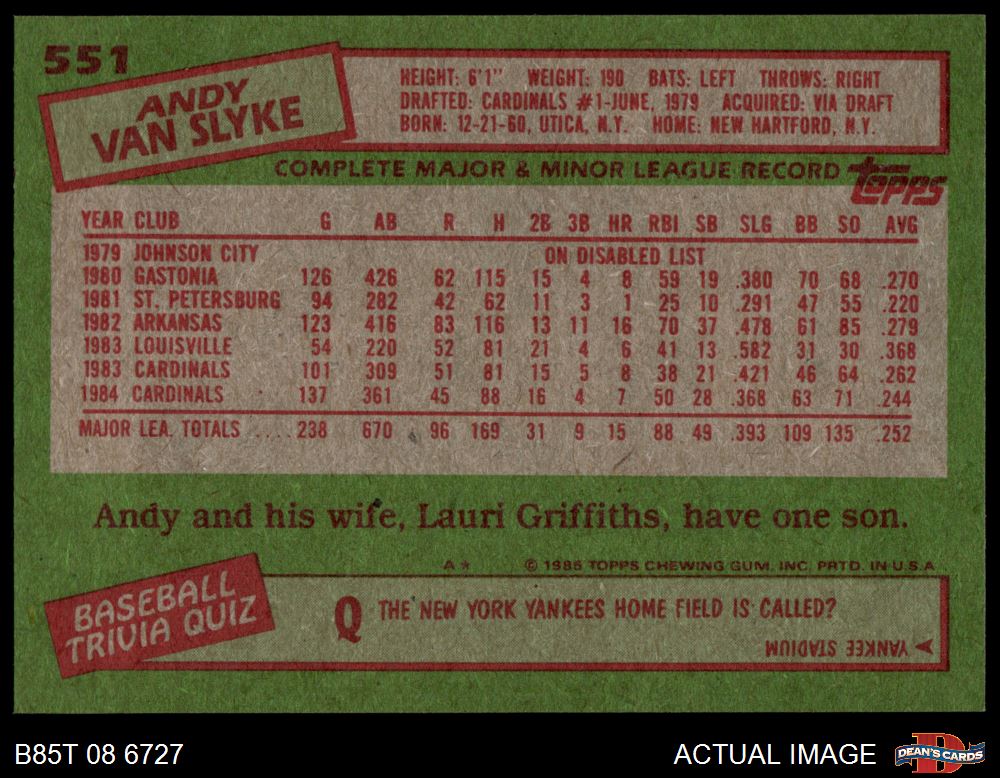 551
ANDY
VAN SLYKE
HEIGHT: 6'1" WEIGHT: 190 BATS: LEFT THROWS: RIGHT
DRAFTED: CARDINALS #1-JUNE, 1979 ACQUIRED: VIA DRAFT
BORN: 12-21-60, UTICA, N.Y. HOME: NEW HARTFORD, N.Y.
COMPLETE MAJOR & MINOR LEAGUE RECORD topps
YEAR CLUB G AB R H 2B 3B HR RBI SB SLG BB SO AVG
1979 JOHNSON CITY ON DISABLED LIST
1980 GASTONIA 126 426 62 115 15 4 8 59 19 .380 70 68 .270
1981 ST. PETERSBURG 94 282 42 62 11 3 1 25 10 .291 47 55 .220
1982 ARKANSAS 123 416 83 116 13 11 16 70 37 .478 61 85 .279
1983 LOUISVILLE 54 220 52 81 21 4 6 41 13 .582 31 30 .368
1983 CARDINALS 101 309 51 81 15 5 8 38 21 .421 46 64 .262
1984 CARDINALS 137 361 45 88 16 4 7 50 28 .368 63 71 .244
MAJOR LEA. TOTALS .... 238 670 96 169 31 9 15 88 49 .393 109 135 .252
Andy and his wife, Lauri Griffiths, have one son.
A* © 1985 TOPPS CHEWING GUM, INC. PRTD. IN U.S.A.
BASEBALL
TRIVIA QUIZ
Q THE NEW YORK YANKEES HOME FIELD IS CALLED?
A YANKEE STADIUM
B85T 08 6727
ACTUAL IMAGE
DEAN'S CARDS